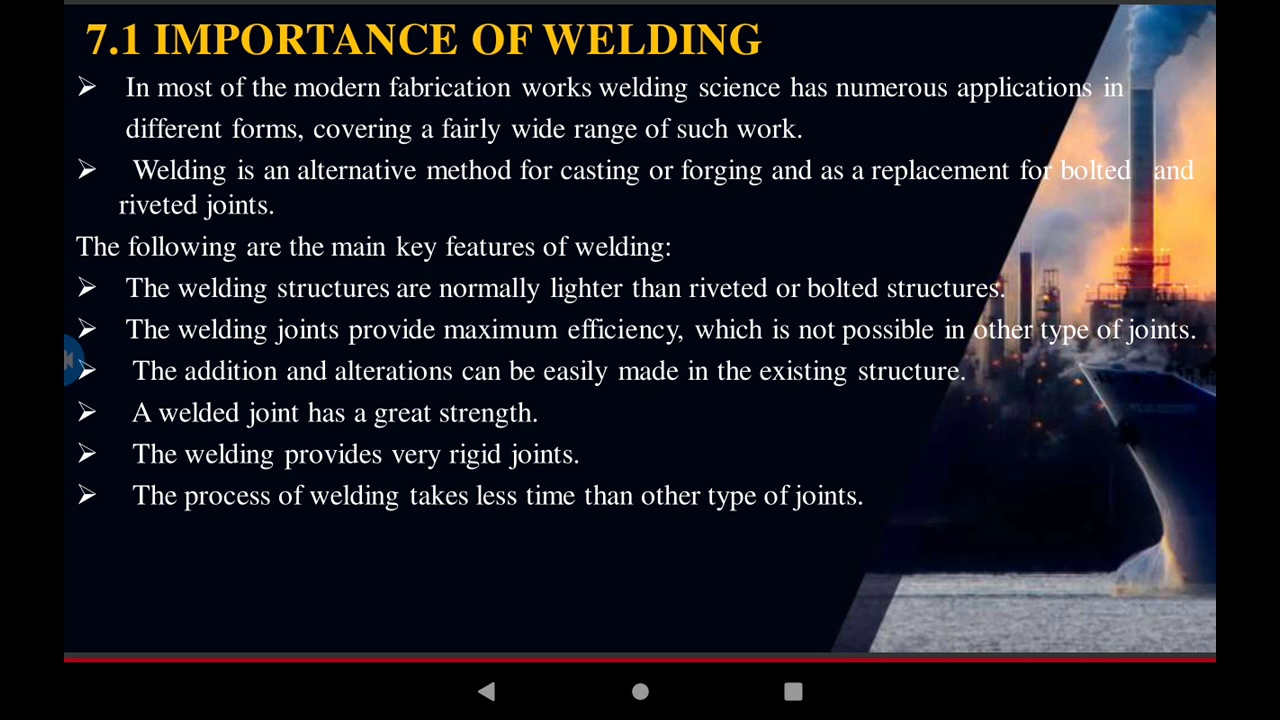 7.1 IMPORTANCE OF WELDING
➢ In most of the modern fabrication works welding science has numerous applications in
different forms, covering a fairly wide range of such work.
➢ Welding is an alternative method for casting or forging and as a replacement for bolted and
riveted joints.
The following are the main key features of welding:
➢ The welding structures are normally lighter than riveted or bolted structures.
➢ The welding joints provide maximum efficiency, which is not possible in other type of joints.
➢ The addition and alterations can be easily made in the existing structure.
➢ A welded joint has a great strength.
➢ The welding provides very rigid joints.
➢ The process of welding takes less time than other type of joints.